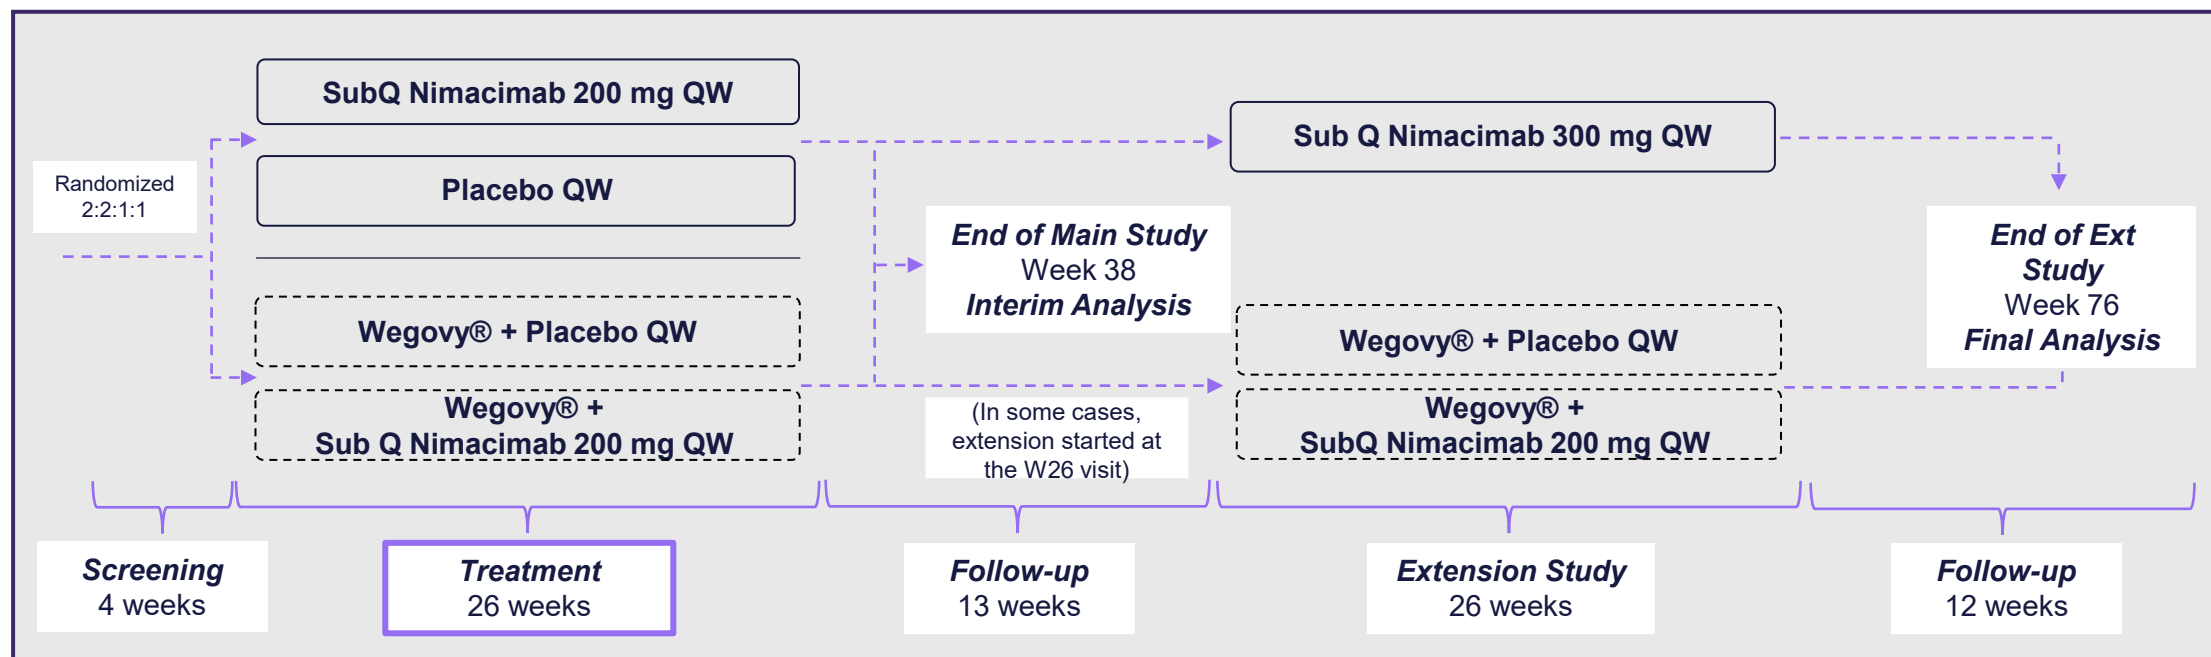 SubQ Nimacimab 200 mg QW
Placebo QW
Randomized
2:2:1:1
Wegovy® + Placebo QW
Wegovy® +
Sub Q Nimacimab 200 mg QW
End of Main Study
Week 38
Interim Analysis
(In some cases,
extension started at
the W26 visit)
Sub Q Nimacimab 300 mg QW
Wegovy® + Placebo QW
Wegovy® +
SubQ Nimacimab 200 mg QW
End of Ext
Study
Week 76
Final Analysis
Screening
4 weeks
Treatment
26 weeks
Follow-up
13 weeks
Extension Study
26 weeks
Follow-up
12 weeks